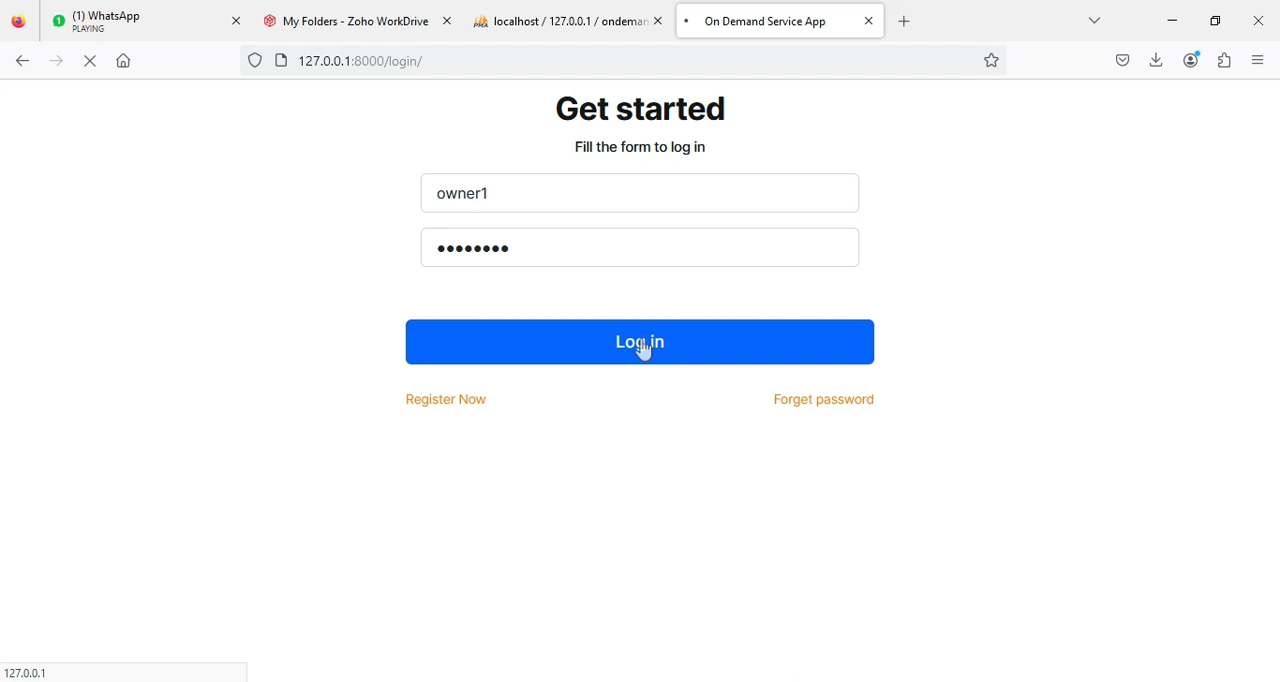 (1) WhatsApp
PLAYING
My Folders - Zoho WorkDrive
localhost / 127.0.0.1 / ondeman
On Demand Service App
127.0.0.1:8000/login/
Get started
Fill the form to log in
owner1
••••••••
Log in
Register Now
Forget password
127.0.0.1